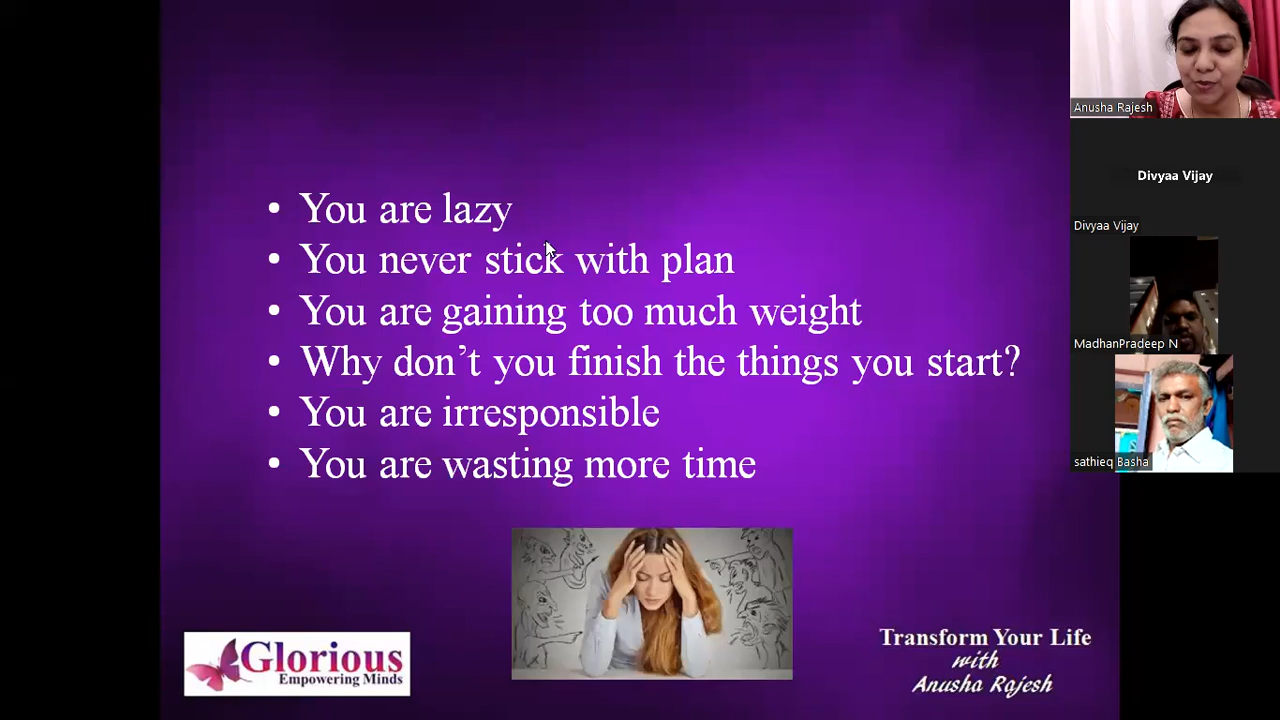 • You are lazy
• You never stick with plan
• You are gaining too much weight
• Why don’t you finish the things you start?
• You are irresponsible
• You are wasting more time
Glorious
Empowering Minds
Transform Your Life
with
Anusha Rajesh
Anusha Rajesh
Divyaa Vijay
Divyaa Vijay
MadhanPradeep N
sathieq Basha